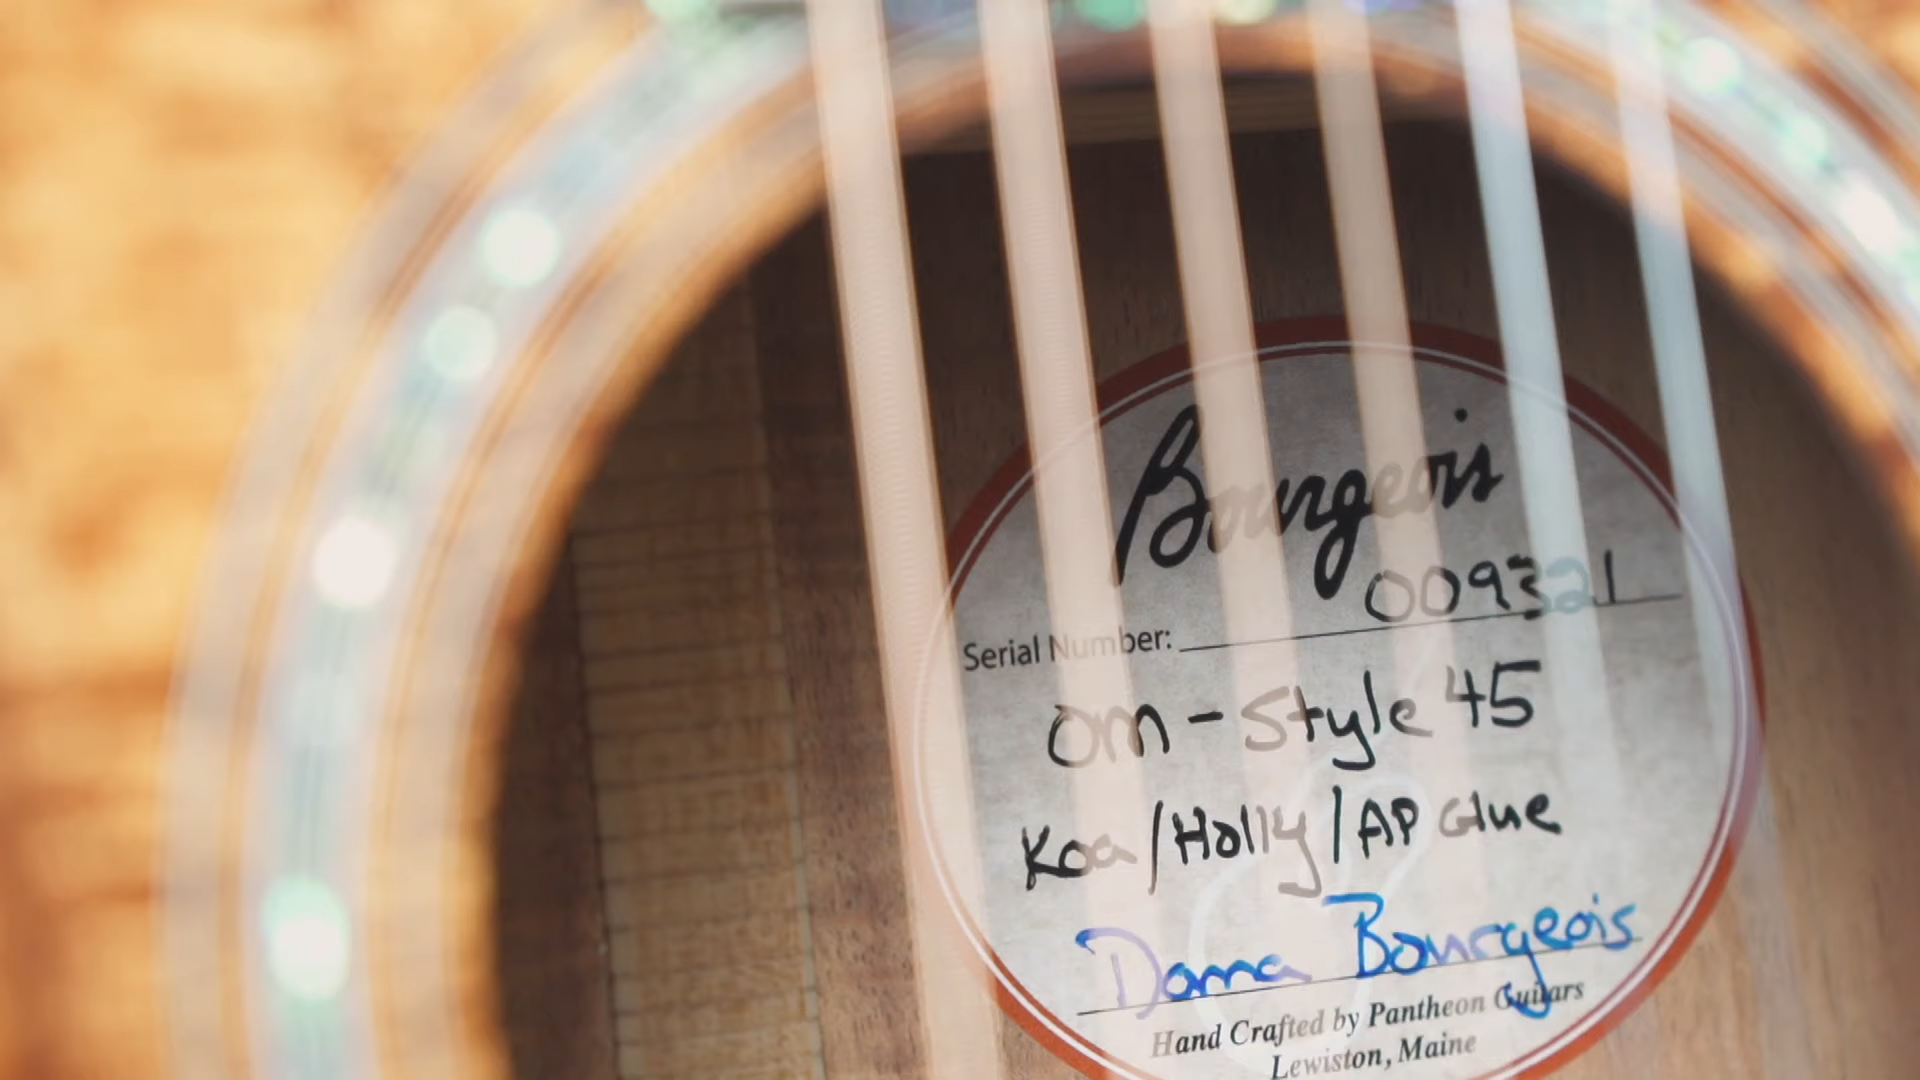 Bourgeois
Serial Number: 009321
OM - Style 45
Koa/Holly/AP Glue
Dana Bourgeois
Hand Crafted by Pantheon Guitars
Lewiston, Maine